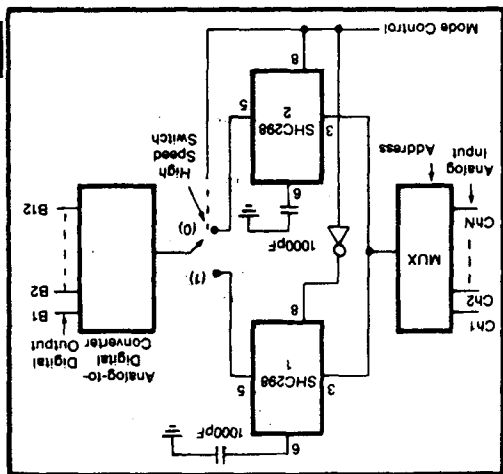 Mode Control
8
SHC298
2
3
5
6
1000pF
High
Speed
Switch
(0)
(1)
Address
Analog
Input
ChN
Ch2
Ch1
MUX
B12
B2
B1
Digital
Output
Analog-to-
Digital
Converter
8
SHC298
1
3
5
6
1000pF